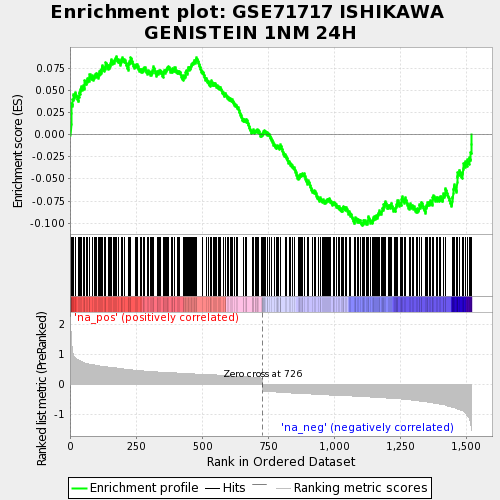 Enrichment plot: GSE71717 ISHIKAWA
GENISTEIN 1NM 24H
Enrichment score (ES)
0.075
0.050
0.025
0.000
-0.025
-0.050
-0.075
-0.100
Ranked list metric (PreRanked)
2
1
0
-1
'na_pos' (positively correlated)
Zero cross at 726
'na_neg' (negatively correlated)
0
250
500
750
1,000
1,250
1,500
Rank in Ordered Dataset
Enrichment profile
Hits
Ranking metric scores